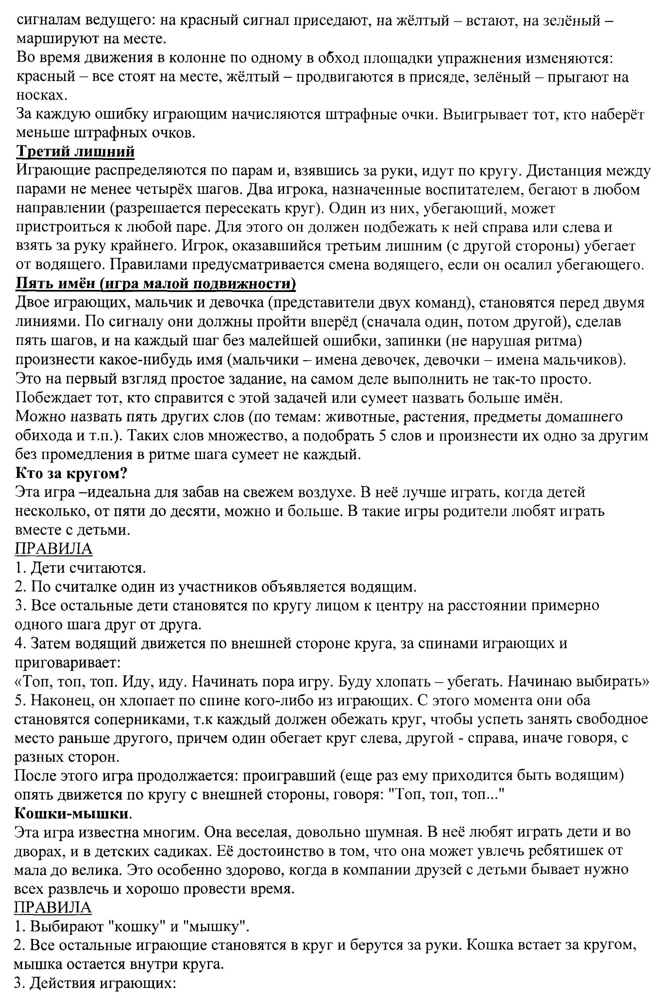 сигналам ведущего: на красный сигнал приседают, на жёлтый – встают, на зелёный –
маршируют на месте.
Во время движения в колонне по одному в обход площадки упражнения изменяются:
красный – все стоят на месте, жёлтый – продвигаются в присяде, зелёный – прыгают на
носках.
За каждую ошибку играющим начисляются штрафные очки. Выигрывает тот, кто наберёт
меньше штрафных очков.
Третий лишний
Играющие распределяются по парам и, взявшись за руки, идут по кругу. Дистанция между
парами не менее четырёх шагов. Два игрока, назначенные воспитателем, бегают в любом
направлении (разрешается пересекать круг). Один из них, убегающий, может
пристроиться к любой паре. Для этого он должен подбежать к ней справа или слева и
взять за руку крайнего. Игрок, оказавшийся третьим лишним (с другой стороны) убегает
от водящего. Правилами предусматривается смена водящего, если он осалил убегающего.
Пять имён (игра малой подвижности)
Двое играющих, мальчик и девочка (представители двух команд), становятся перед двумя
линиями. По сигналу они должны пройти вперёд (сначала один, потом другой), сделав
пять шагов, и на каждый шаг без малейшей ошибки, запинки (не нарушая ритма)
произнести какое-нибудь имя (мальчики – имена девочек, девочки – имена мальчиков).
Это на первый взгляд простое задание, на самом деле выполнить не так-то просто.
Побеждает тот, кто справится с этой задачей или сумеет назвать больше имён.
Можно назвать пять других слов (по темам: животные, растения, предметы домашнего
обихода и т.п.). Таких слов множество, а подобрать 5 слов и произнести их одно за другим
без промедления в ритме шага сумеет не каждый.
Кто за кругом?
Эта игра –идеальна для забав на свежем воздухе. В неё лучше играть, когда детей
несколько, от пяти до десяти, можно и больше. В такие игры родители любят играть
вместе с детьми.
ПРАВИЛА
1. Дети считаются.
2. По считалке один из участников объявляется водящим.
3. Все остальные дети становятся по кругу лицом к центру на расстоянии примерно
одного шага друг от друга.
4. Затем водящий движется по внешней стороне круга, за спинами играющих и
приговаривает:
«Топ, топ, топ. Иду, иду. Начинать пора игру. Буду хлопать – убегать. Начинаю выбирать»
5. Наконец, он хлопает по спине кого-либо из играющих. С этого момента они оба
становятся соперниками, т.к каждый должен обежать круг, чтобы успеть занять свободное
место раньше другого, причем один обегает круг слева, другой - справа, иначе говоря, с
разных сторон.
После этого игра продолжается: проигравший (еще раз ему приходится быть водящим)
опять движется по кругу с внешней стороны, говоря: "Топ, топ, топ..."
Кошки-мышки.
Эта игра известна многим. Она веселая, довольно шумная. В неё любят играть дети и во
дворах, и в детских садиках. Её достоинство в том, что она может увлечь ребятишек от
мала до велика. Это особенно здорово, когда в компании друзей с детьми бывает нужно
всех развлечь и хорошо провести время.
ПРАВИЛА
1. Выбирают "кошку" и "мышку".
2. Все остальные играющие становятся в круг и берутся за руки. Кошка встает за кругом,
мышка остается внутри круга.
3. Действия играющих: